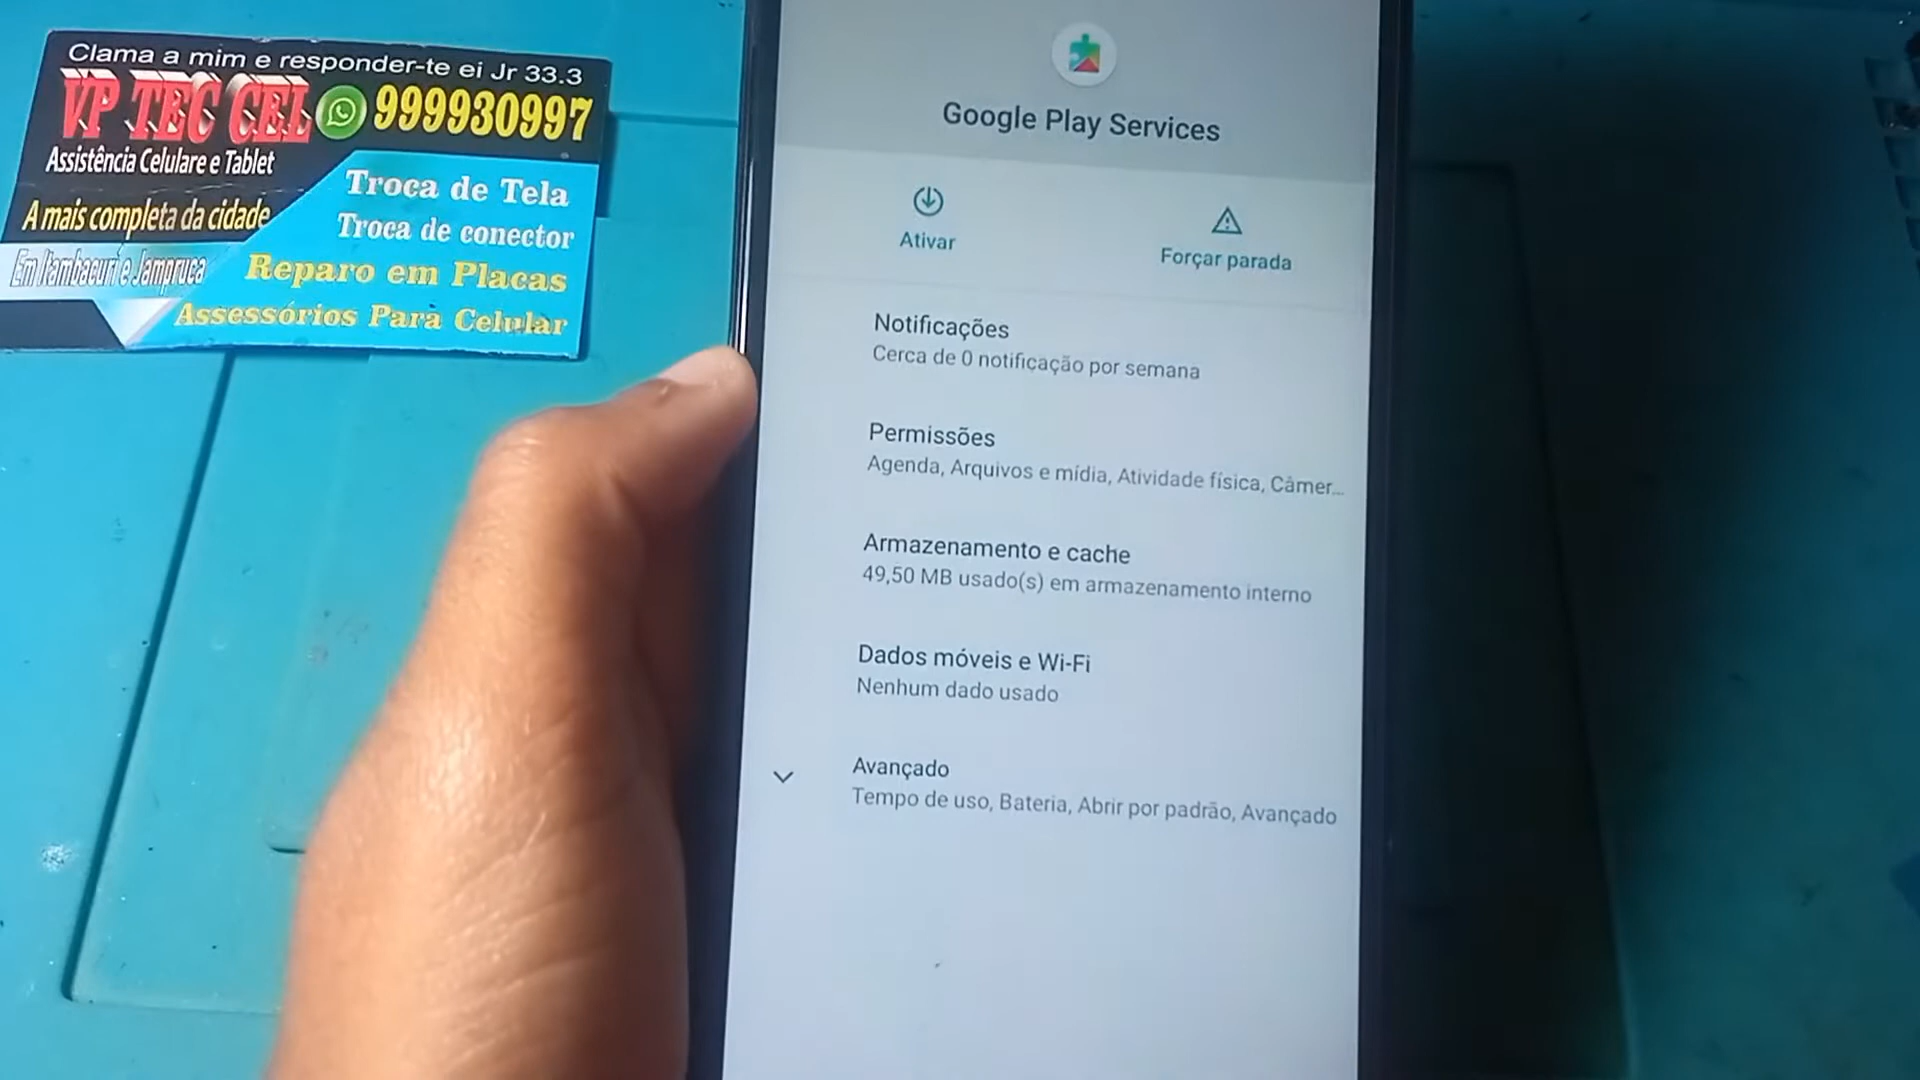 Clama a mim e responder-te ei Jr 33.3
VP TEC CEL 999930997
Assistência Celulare e Tablet
A mais completa da cidade
Em Itambacuri e Jampruca
Troca de Tela
Troca de conector
Reparo em Placas
Assessórios Para Celular
Google Play Services
Ativar
Forçar parada
Notificações
Cerca de 0 notificação por semana
Permissões
Agenda, Arquivos e mídia, Atividade física, Câmer...
Armazenamento e cache
49,50 MB usado(s) em armazenamento interno
Dados móveis e Wi-Fi
Nenhum dado usado
Avançado
Tempo de uso, Bateria, Abrir por padrão, Avançado